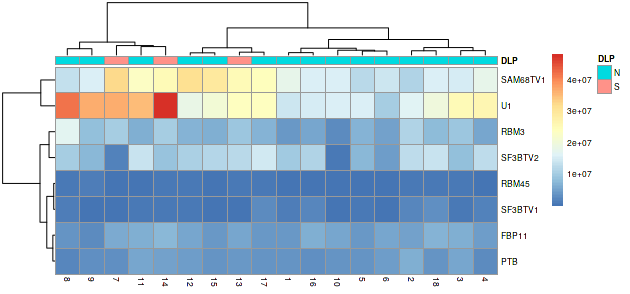 DLP
DLP
SAM68TV1
N
S
4e+07
U1
3e+07
RBM3
2e+07
SF3BTV2
1e+07
RBM45
SF3BTV1
FBP11
PTB
8 9 7 11 14 12 15 13 17 1 16 10 5 6 2 18 3 4